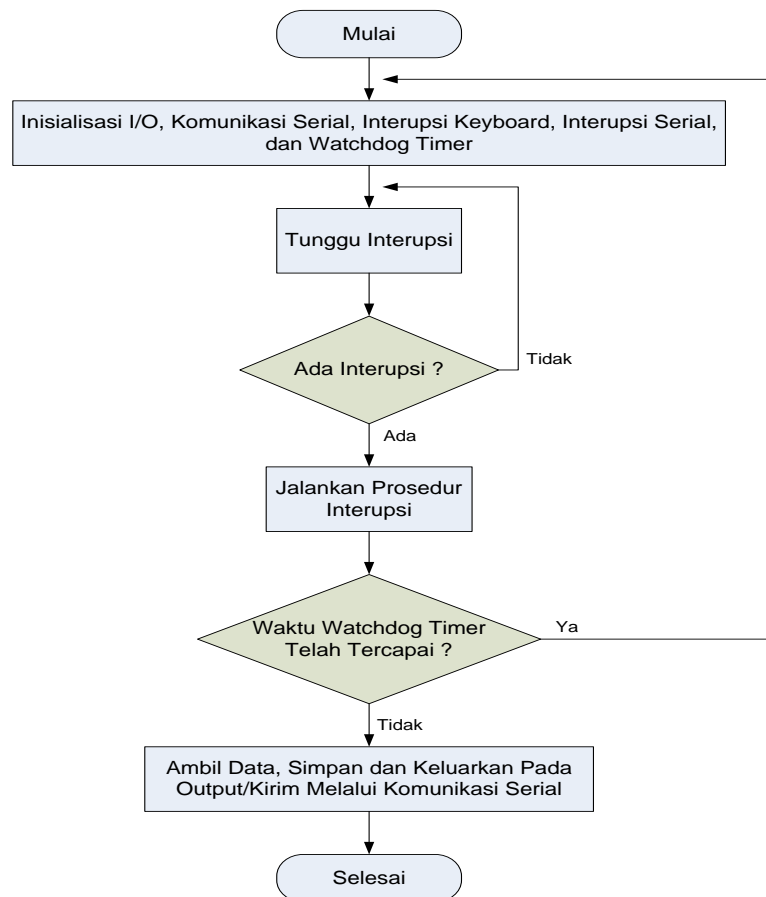 Mulai
Inisialisasi I/O, Komunikasi Serial, Interupsi Keyboard, Interupsi Serial,
dan Watchdog Timer
Tunggu Interupsi
Ada Interupsi ?
Tidak
Ada
Jalankan Prosedur
Interupsi
Waktu Watchdog Timer
Telah Tercapai ?
Ya
Tidak
Ambil Data, Simpan dan Keluarkan Pada
Output/Kirim Melalui Komunikasi Serial
Selesai